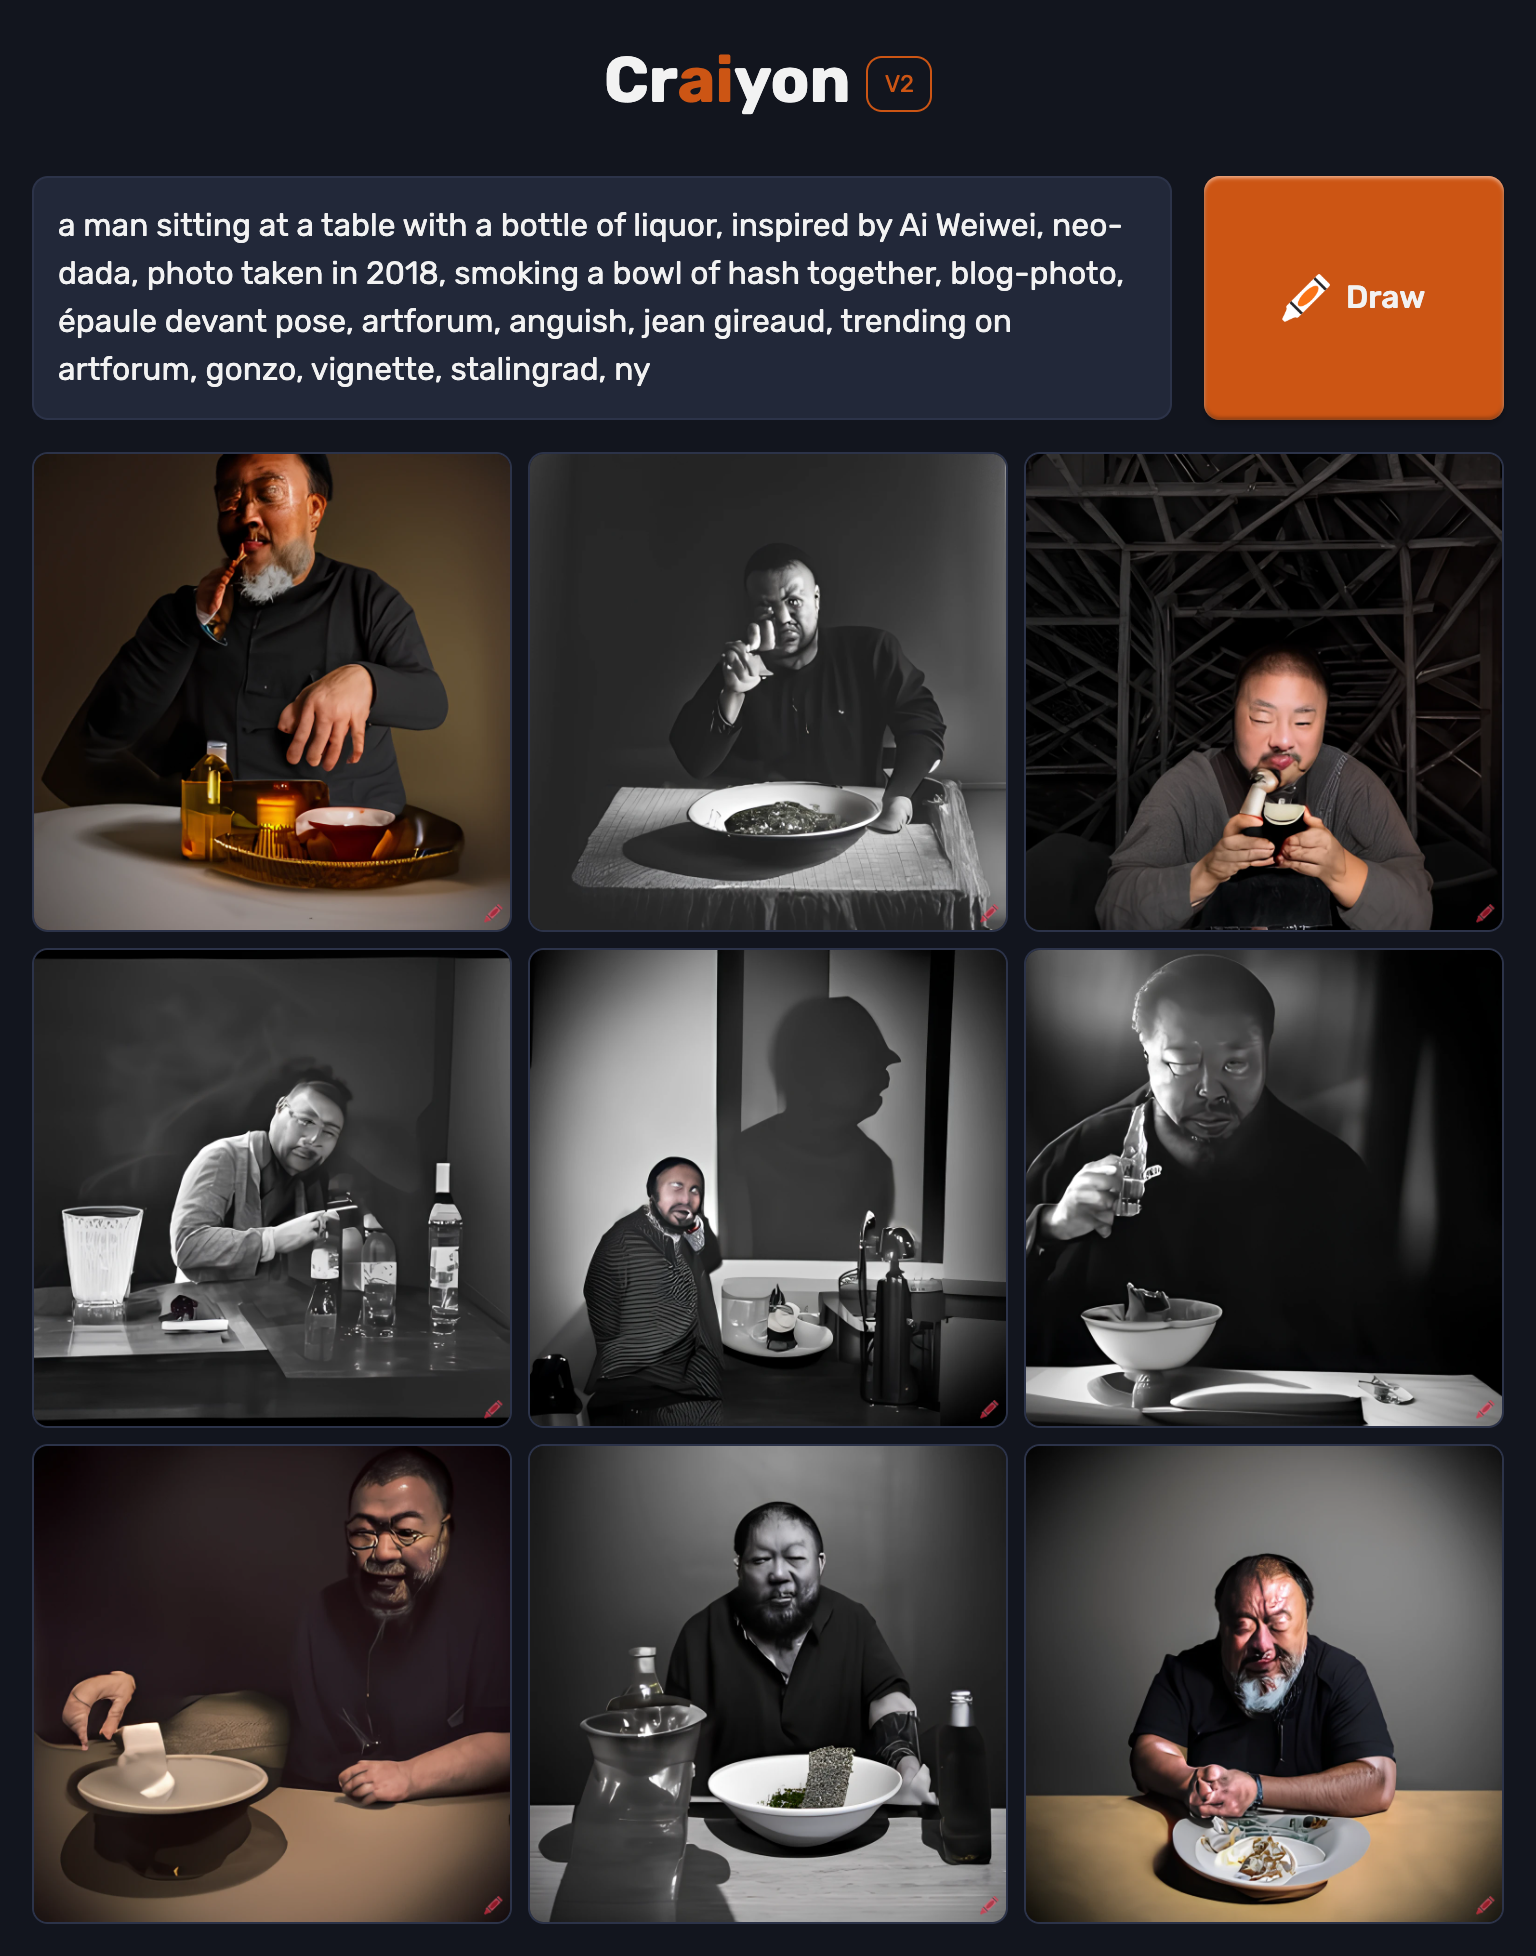 Craiyon V2
a man sitting at a table with a bottle of liquor, inspired by Ai Weiwei, neo-
dada, photo taken in 2018, smoking a bowl of hash together, blog-photo,
épaule devant pose, artforum, anguish, jean gireaud, trending on
artforum, gonzo, vignette, stalingrad, ny
Draw